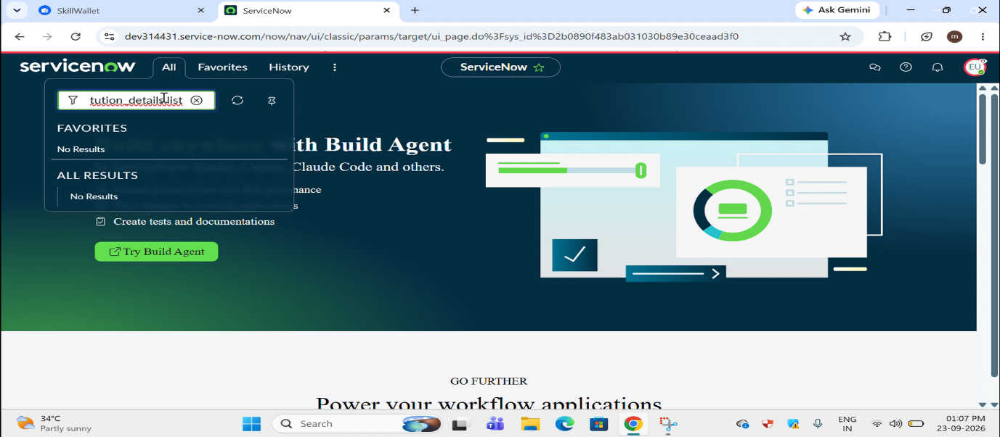 SkillWallet
ServiceNow
Ask Gemini
dev314431.service-now.com/now/nav/ui/classic/params/target/ui_page.do%3Fsys_id%3D2b0890f483ab031030b89e30ceaad3f0
m
servicenow
All
Favorites
History
ServiceNow
EU
tution_details.list
FAVORITES
No Results
ALL RESULTS
No Results
with Build Agent
Claude Code and others.
nance
s
Create tests and documentations
Try Build Agent
GO FURTHER
Power your workflow applications
34°C
Partly sunny
Search
ENG
IN
01:07 PM
23-09-2026